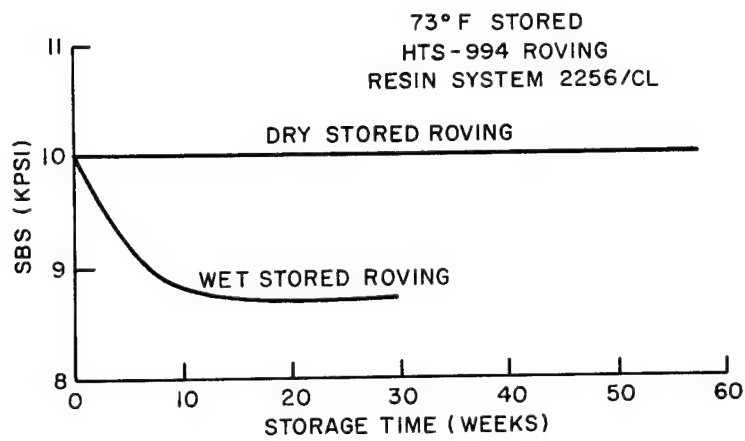 73°F STORED
HTS-994 ROVING
RESIN SYSTEM 2256/CL
11
DRY STORED ROVING
10
SBS (KPSI)
9
WET STORED ROVING
8
0 10 20 30 40 50 60
STORAGE TIME (WEEKS)